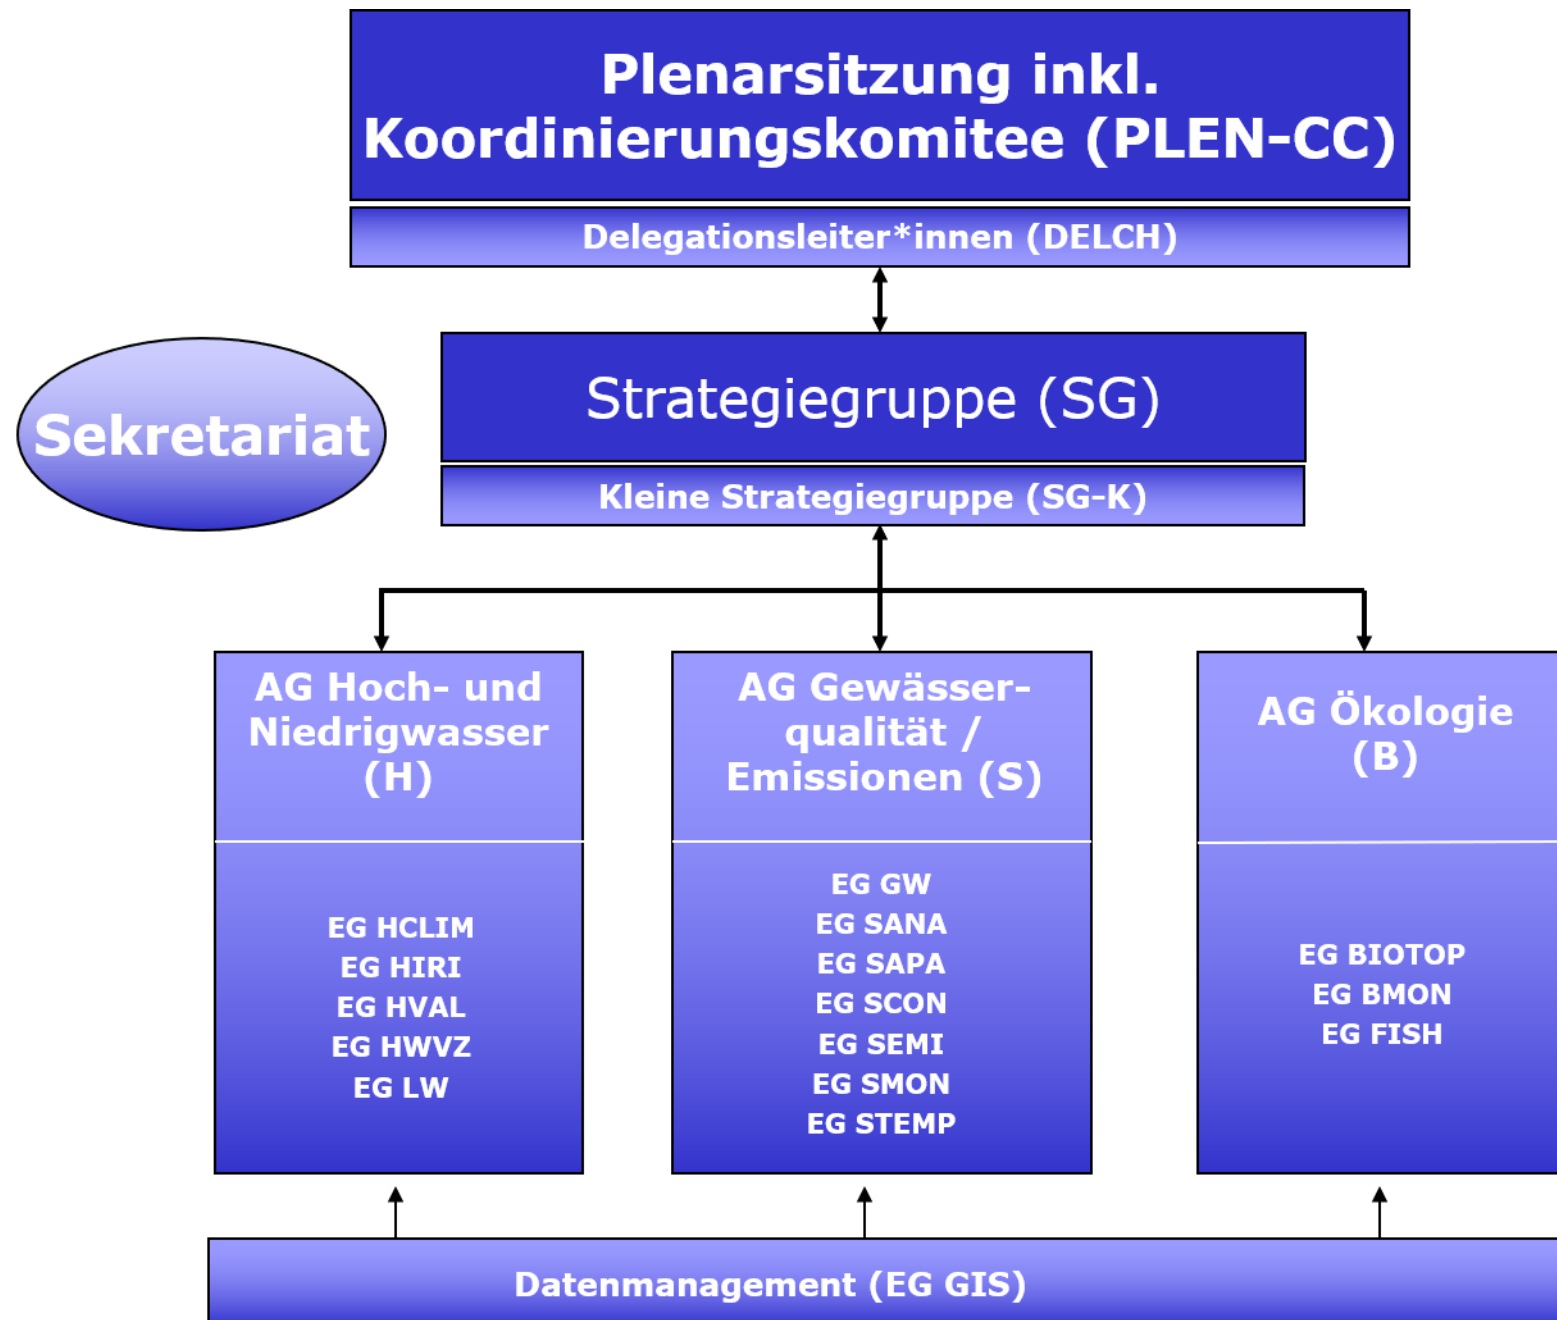 Plenarsitzung inkl.
Koordinierungskomitee (PLEN-CC)
Delegationsleiter*innen (DELCH)
Sekretariat
Strategiegruppe (SG)
Kleine Strategiegruppe (SG-K)
AG Hoch- und
Niedrigwasser
(H)
EG HCLIM
EG HIRI
EG HVAL
EG HWVZ
EG LW
AG Gewässer-
qualität /
Emissionen (S)
EG GW
EG SANA
EG SAPA
EG SCON
EG SEMI
EG SMON
EG STEMP
AG Ökologie
(B)
EG BIOTOP
EG BMON
EG FISH
Datenmanagement (EG GIS)